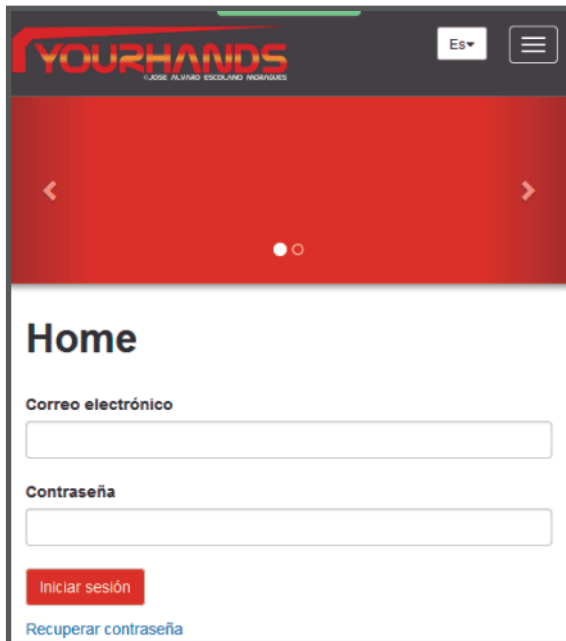 YOURHANDS
©JOSE ALVARO ESCOLANO MORAGUES
Es
Home
Correo electrónico
Contraseña
Iniciar sesión
Recuperar contraseña